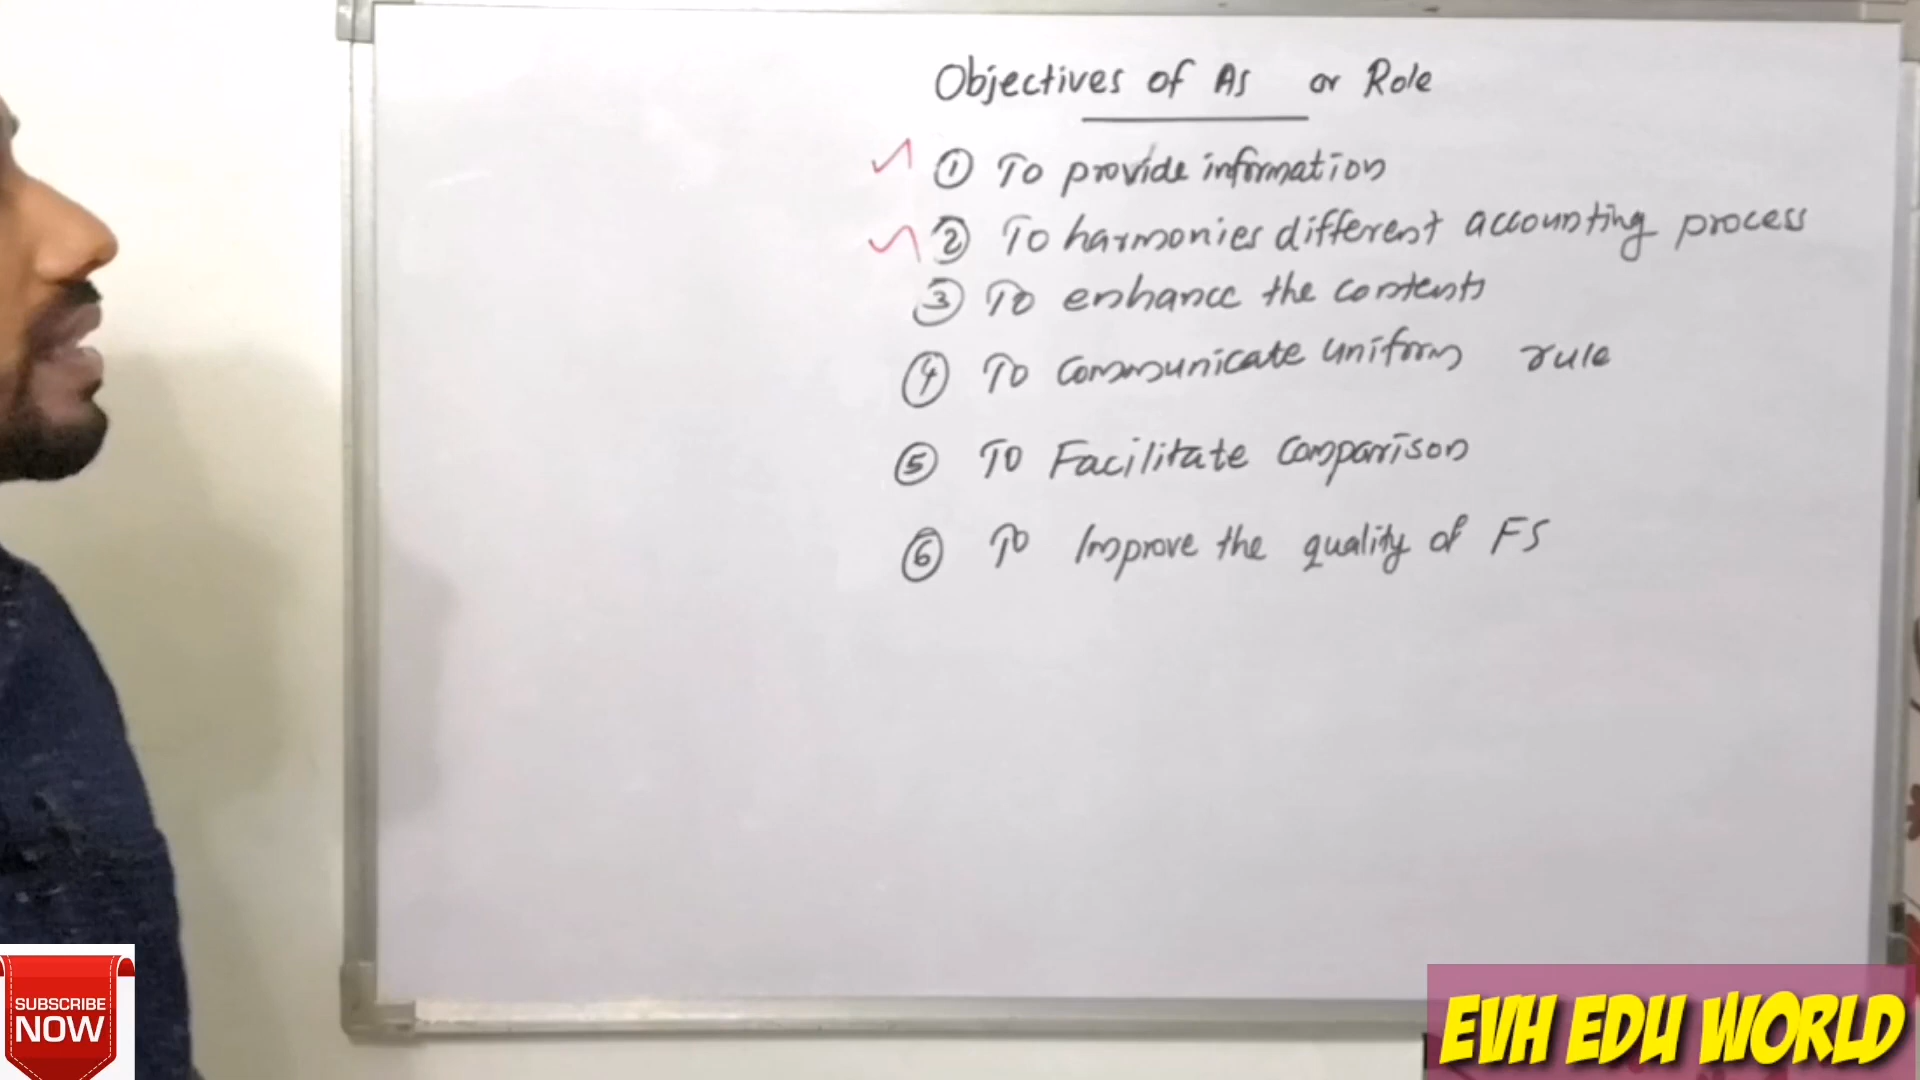 Objectives of AS or Role
① To provide information
② To harmonies different accounting process
③ To enhance the contents
④ To communicate uniform rule
⑤ To Facilitate comparison
⑥ To Improve the quality of FS
SUBSCRIBE
NOW
EVH EDU WORLD